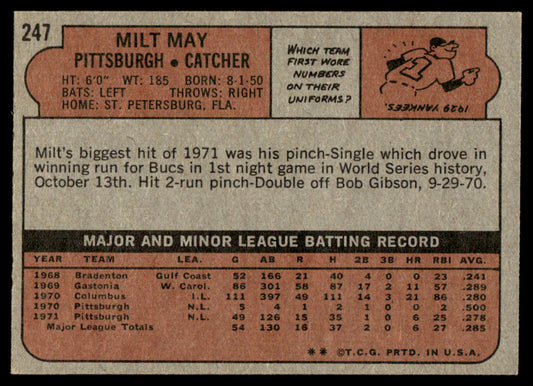 247
MILT MAY
PITTSBURGH • CATCHER
HT: 6'0" WT: 185 BORN: 8-1-50
BATS: LEFT THROWS: RIGHT
HOME: ST. PETERSBURG, FLA.
WHICH TEAM
FIRST WORE
NUMBERS
ON THEIR
UNIFORMS?
1
1929 YANKEES.
Milt's biggest hit of 1971 was his pinch-Single which drove in
winning run for Bucs in 1st night game in World Series history,
October 13th. Hit 2-run pinch-Double off Bob Gibson, 9-29-70.
MAJOR AND MINOR LEAGUE BATTING RECORD
YEAR TEAM LEA. G AB R H 2B 3B HR RBI AVG.
1968 Bradenton Gulf Coast 52 166 21 40 4 0 0 23 .241
1969 Gastonia W. Carol. 86 301 58 87 17 2 11 57 .289
1970 Columbus I.L. 111 397 49 111 14 3 21 86 .280
1970 Pittsburgh N.L. 5 4 1 2 1 0 0 2 .500
1971 Pittsburgh N.L. 49 126 15 35 1 0 6 25 .278
Major League Totals 54 130 16 37 2 0 6 27 .285
** ©T.C.G. PRTD. IN U.S.A.